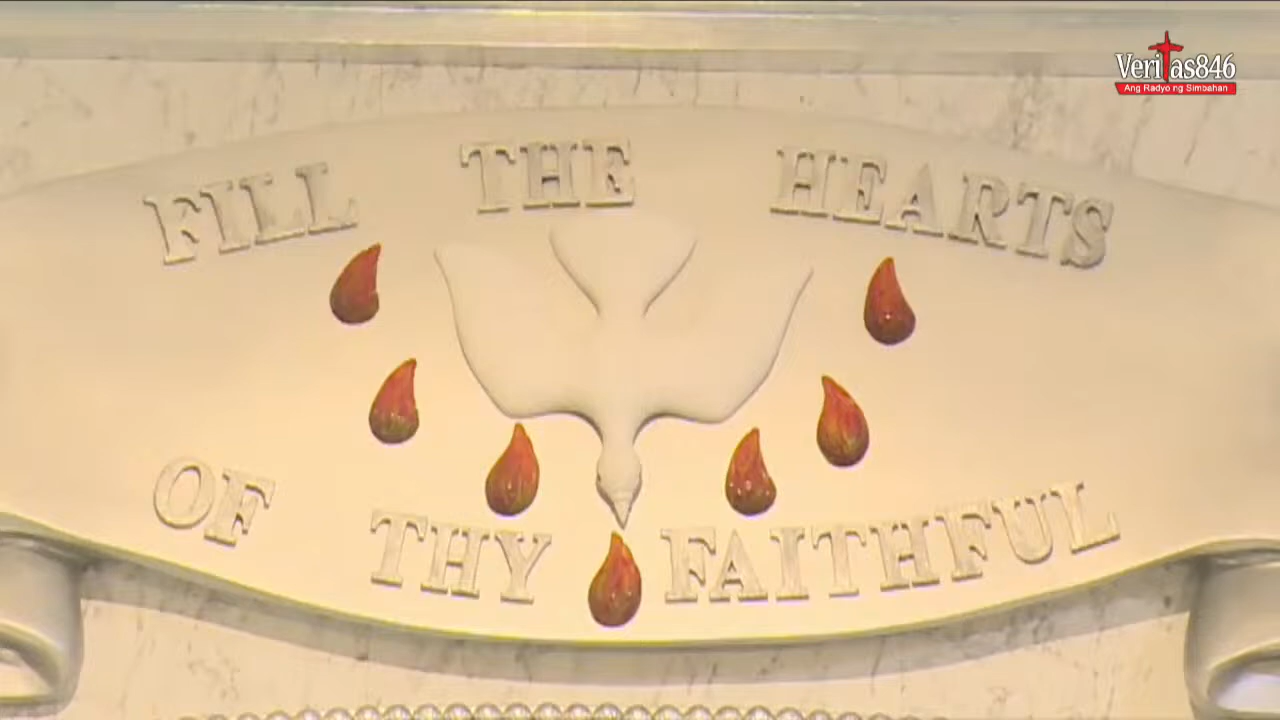 Veritas846
Ang Radyo ng Simbahan
FILL THE HEARTS
OF THY FAITHFUL